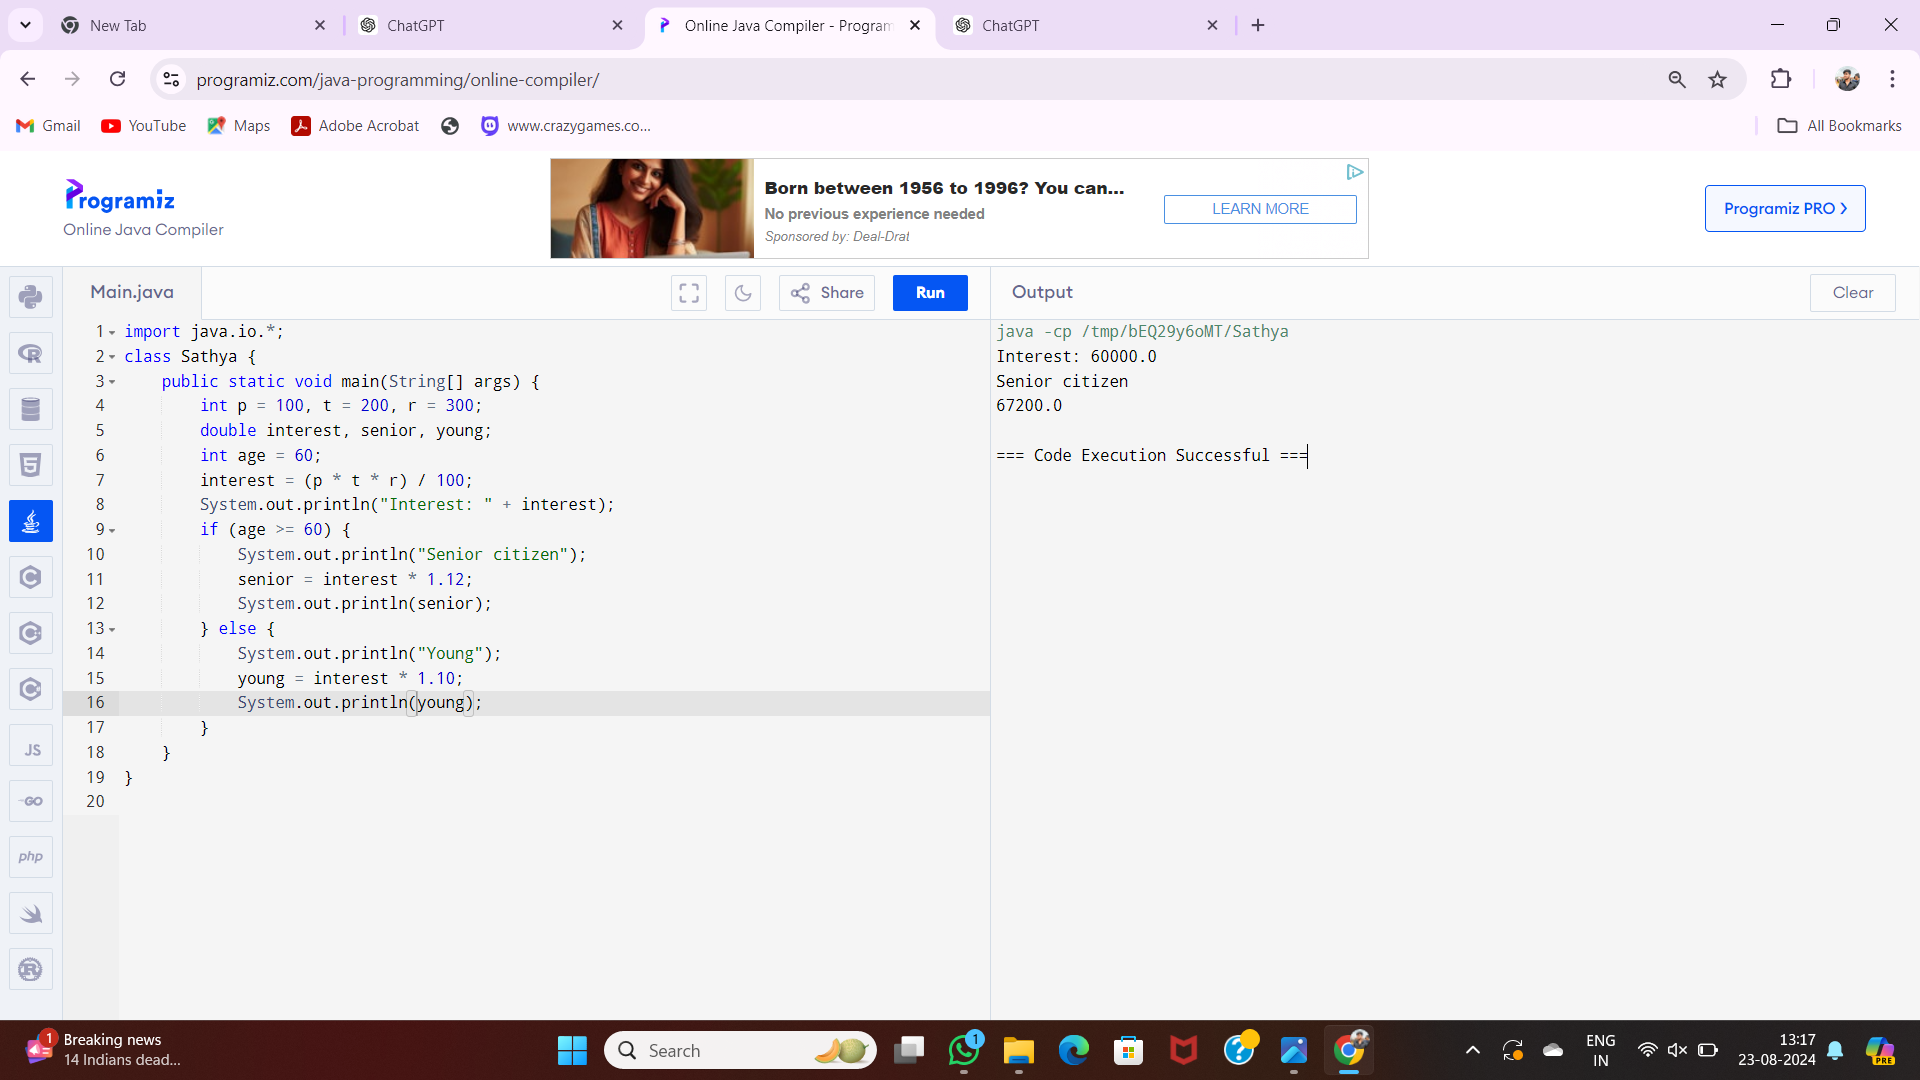 New Tab
ChatGPT
Online Java Compiler - Program
ChatGPT
programiz.com/java-programming/online-compiler/
Gmail
YouTube
Maps
Adobe Acrobat
www.crazygames.co...
All Bookmarks
Programiz
Online Java Compiler
Born between 1956 to 1996? You can...
No previous experience needed
Sponsored by: Deal-Drat
LEARN MORE
Programiz PRO
Main.java
Share
Run
Output
Clear
1 import java.io.*;
2 class Sathya {
3 public static void main(String[] args) {
4 int p = 100, t = 200, r = 300;
5 double interest, senior, young;
6 int age = 60;
7 interest = (p * t * r) / 100;
8 System.out.println("Interest: " + interest);
9 if (age >= 60) {
10 System.out.println("Senior citizen");
11 senior = interest * 1.12;
12 System.out.println(senior);
13 } else {
14 System.out.println("Young");
15 young = interest * 1.10;
16 System.out.println(young);
17 }
18 }
19 }
20
java -cp /tmp/bEQ29y6oMT/Sathya
Interest: 60000.0
Senior citizen
67200.0
=== Code Execution Successful ===
JS
GO
php
1
Breaking news
14 Indians dead...
Search
1
ENG
IN
13:17
23-08-2024
PRE